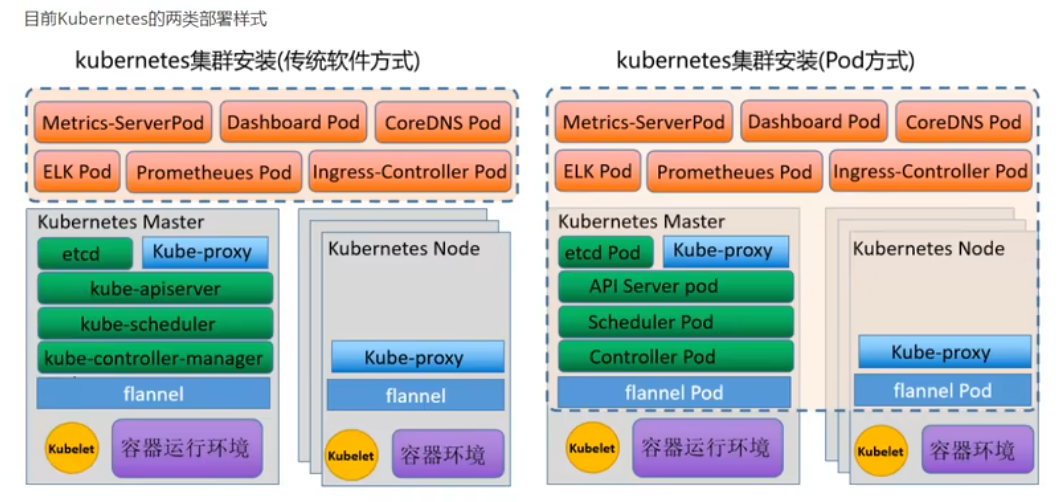 目前Kubernetes的两类部署样式
kubernetes集群安装(传统软件方式)
Metrics-ServerPod
Dashboard Pod
CoreDNS Pod
ELK Pod
Prometheues Pod
Ingress-Controller Pod
Kubernetes Master
etcd
Kube-proxy
kube-apiserver
kube-scheduler
kube-controller-manager
flannel
Kubelet
容器运行环境
Kubernetes Node
Kube-proxy
flannel
Kubelet
容器环境
kubernetes集群安装(Pod方式)
Metrics-ServerPod
Dashboard Pod
CoreDNS Pod
ELK Pod
Prometheues Pod
Ingress-Controller Pod
Kubernetes Master
etcd Pod
Kube-proxy
API Server pod
Scheduler Pod
Controller Pod
flannel Pod
Kubelet
容器运行环境
Kubernetes Node
Kube-proxy
flannel Pod
Kubelet
容器环境